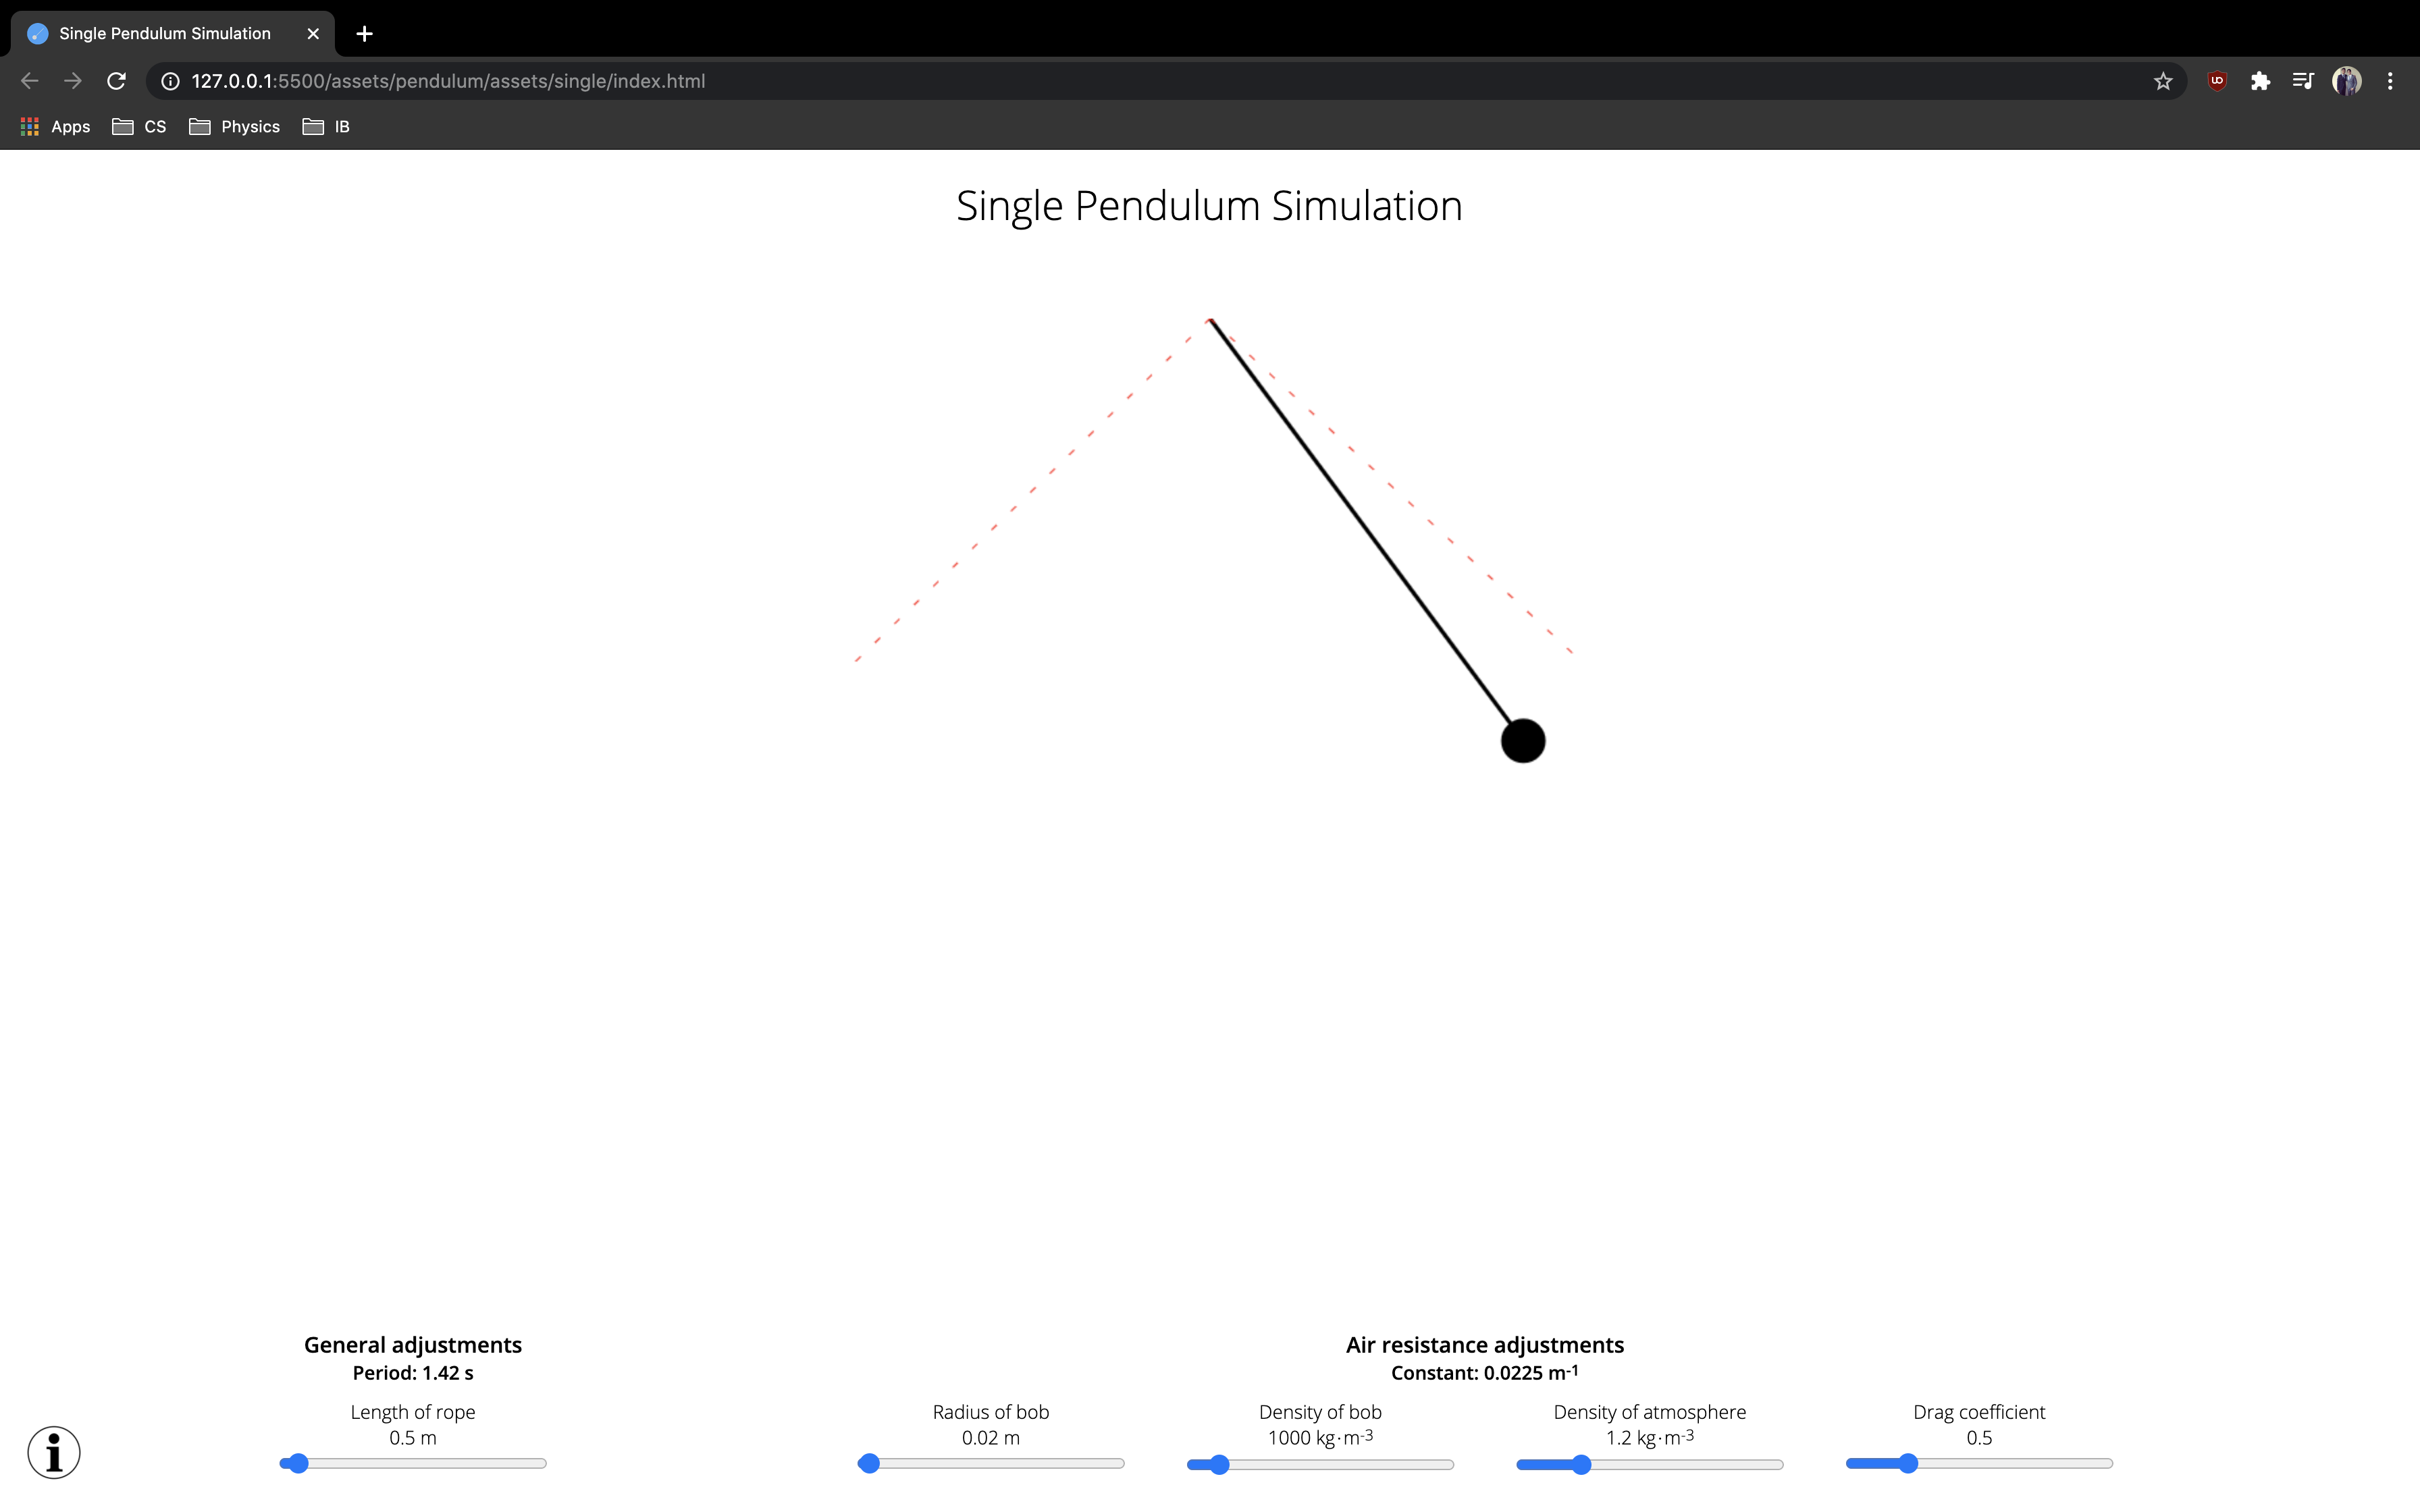 Single Pendulum Simulation
127.0.0.1:5500/assets/pendulum/assets/single/index.html
Apps CS Physics IB
Single Pendulum Simulation
General adjustments
Period: 1.42 s
Length of rope
0.5 m
Air resistance adjustments
Constant: 0.0225 m-1
Radius of bob
0.02 m
Density of bob
1000 kg·m-3
Density of atmosphere
1.2 kg·m-3
Drag coefficient
0.5
i